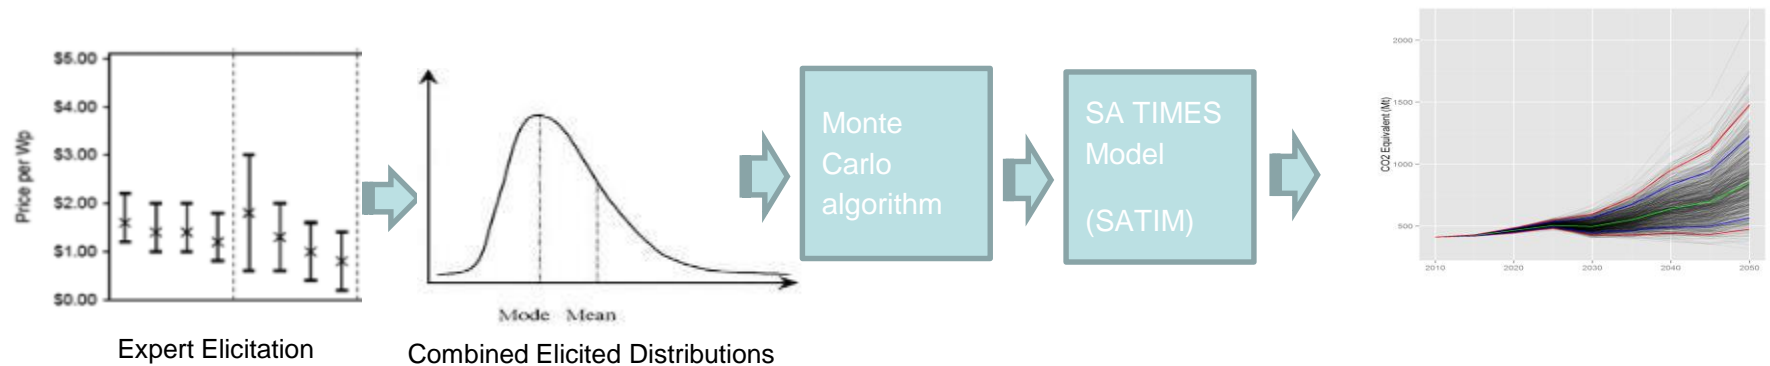 $5.00
$4.00
$3.00
$2.00
$1.00
$0.00
Price per Wp
Expert Elicitation
Mode Mean
Combined Elicited Distributions
Monte
Carlo
algorithm
SA TIMES
Model
(SATIM)
CO2 Equivalent (Mt)
2000
1500
1000
500
2010 2020 2030 2040 2050